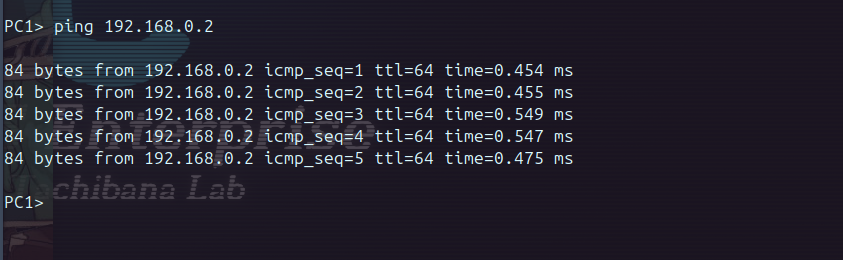 PC1> ping 192.168.0.2
84 bytes from 192.168.0.2 icmp_seq=1 ttl=64 time=0.454 ms
84 bytes from 192.168.0.2 icmp_seq=2 ttl=64 time=0.455 ms
84 bytes from 192.168.0.2 icmp_seq=3 ttl=64 time=0.549 ms
Enterprise
84 bytes from 192.168.0.2 icmp_seq=4 ttl=64 time=0.547 ms
84 bytes from 192.168.0.2 icmp_seq=5 ttl=64 time=0.475 ms
achibana Lab
PC1>